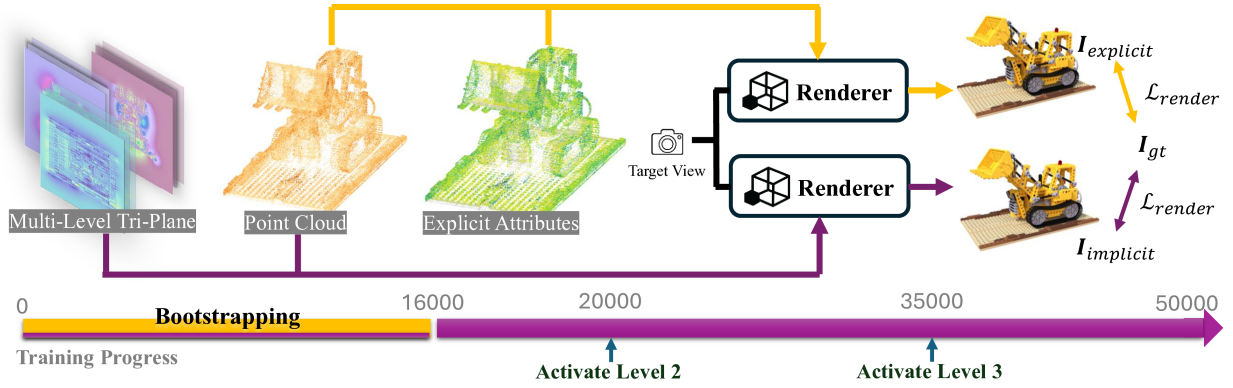 Renderer
I_explicit
ℒ_render
Target View
I_gt
Renderer
ℒ_render
Multi-Level Tri-Plane
Point Cloud
Explicit Attributes
I_implicit
0
16000
20000
35000
50000
Bootstrapping
Training Progress
Activate Level 2
Activate Level 3